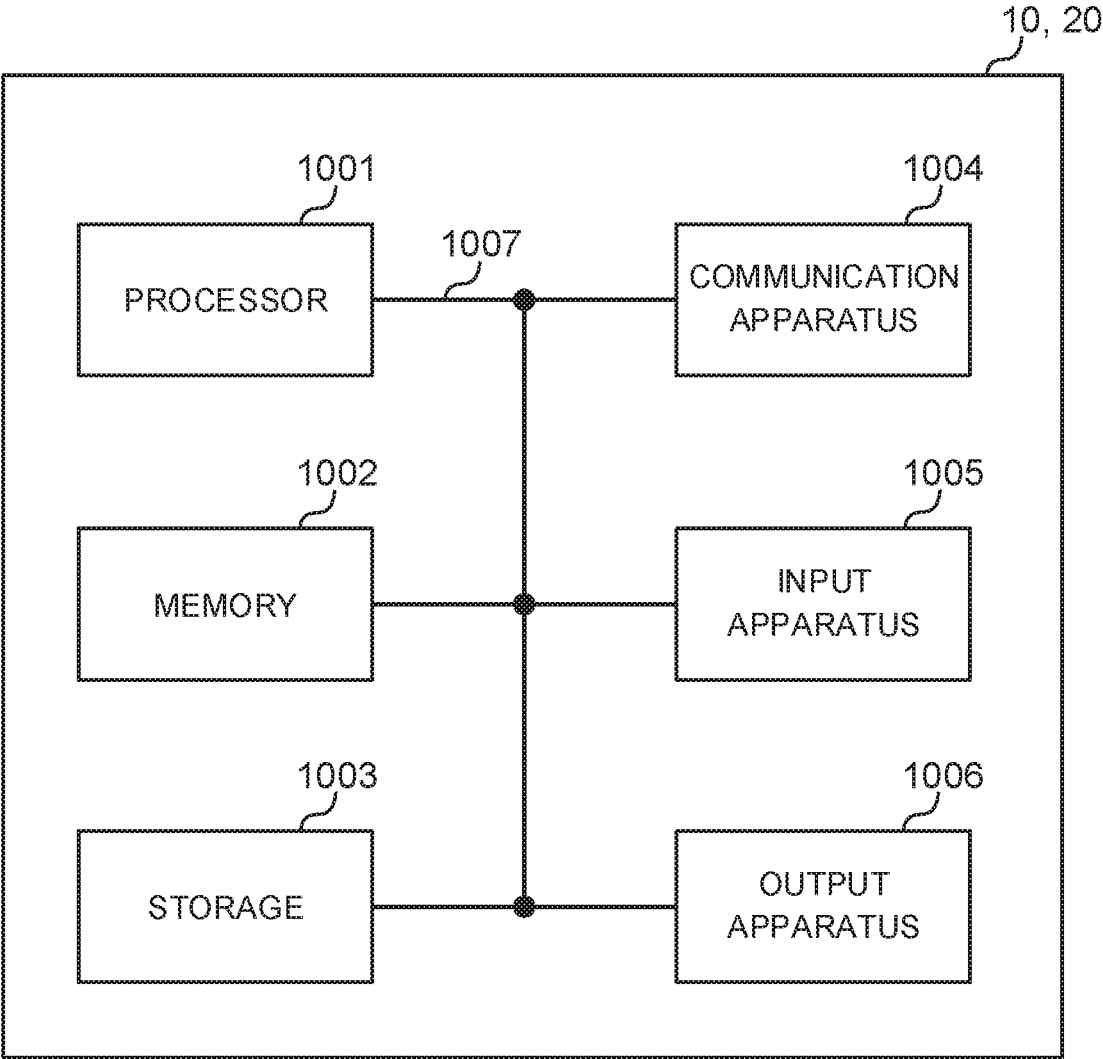 10, 20
1001
PROCESSOR
1007
1004
COMMUNICATION
APPARATUS
1002
MEMORY
1005
INPUT
APPARATUS
1003
STORAGE
1006
OUTPUT
APPARATUS